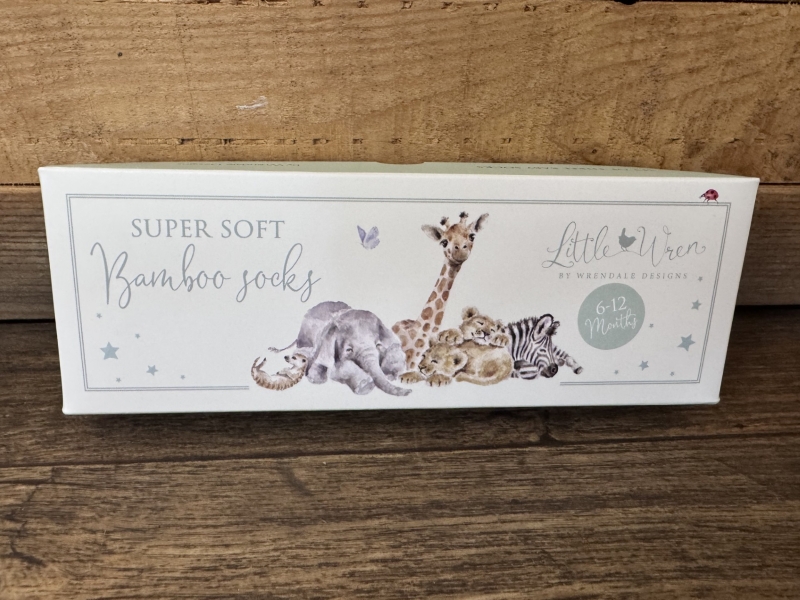 SUPER SOFT
Bamboo socks
Little Wren
BY WRENDALE DESIGNS
6-12
Months